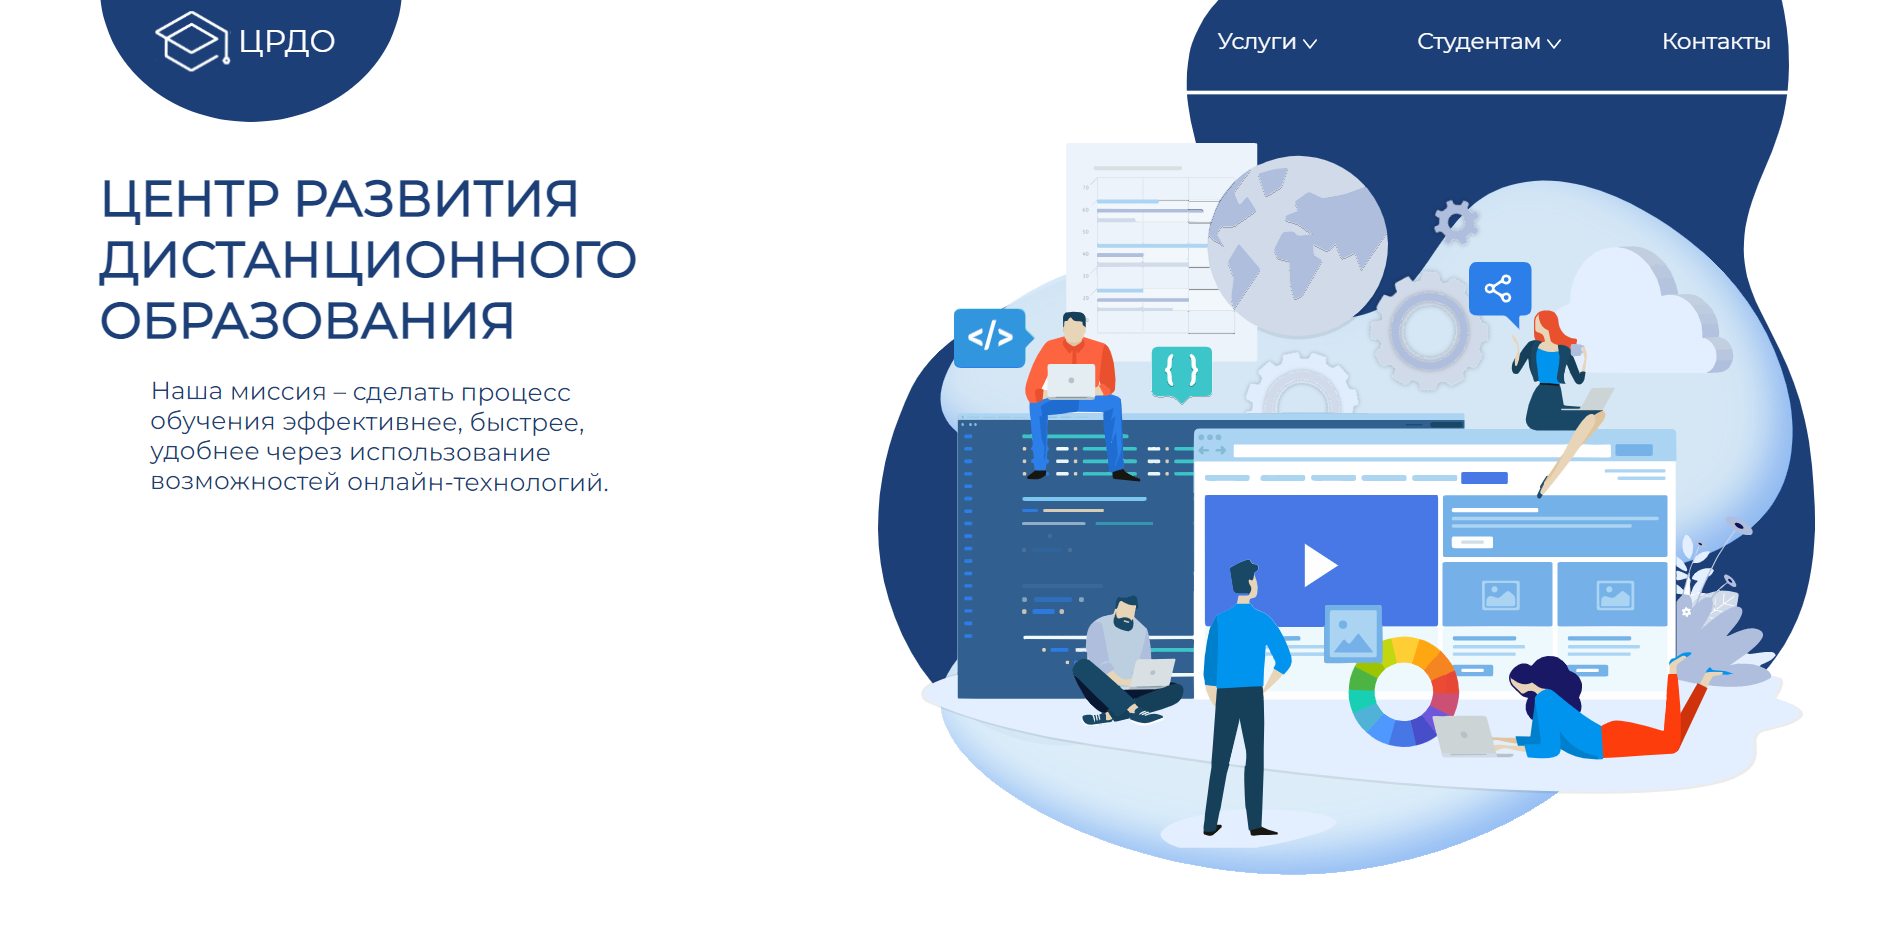 ЦРДО
Услуги
Студентам
Контакты
ЦЕНТР РАЗВИТИЯ
ДИСТАНЦИОННОГО
ОБРАЗОВАНИЯ
Наша миссия – сделать процесс
обучения эффективнее, быстрее,
удобнее через использование
возможностей онлайн-технологий.
</>
{ }